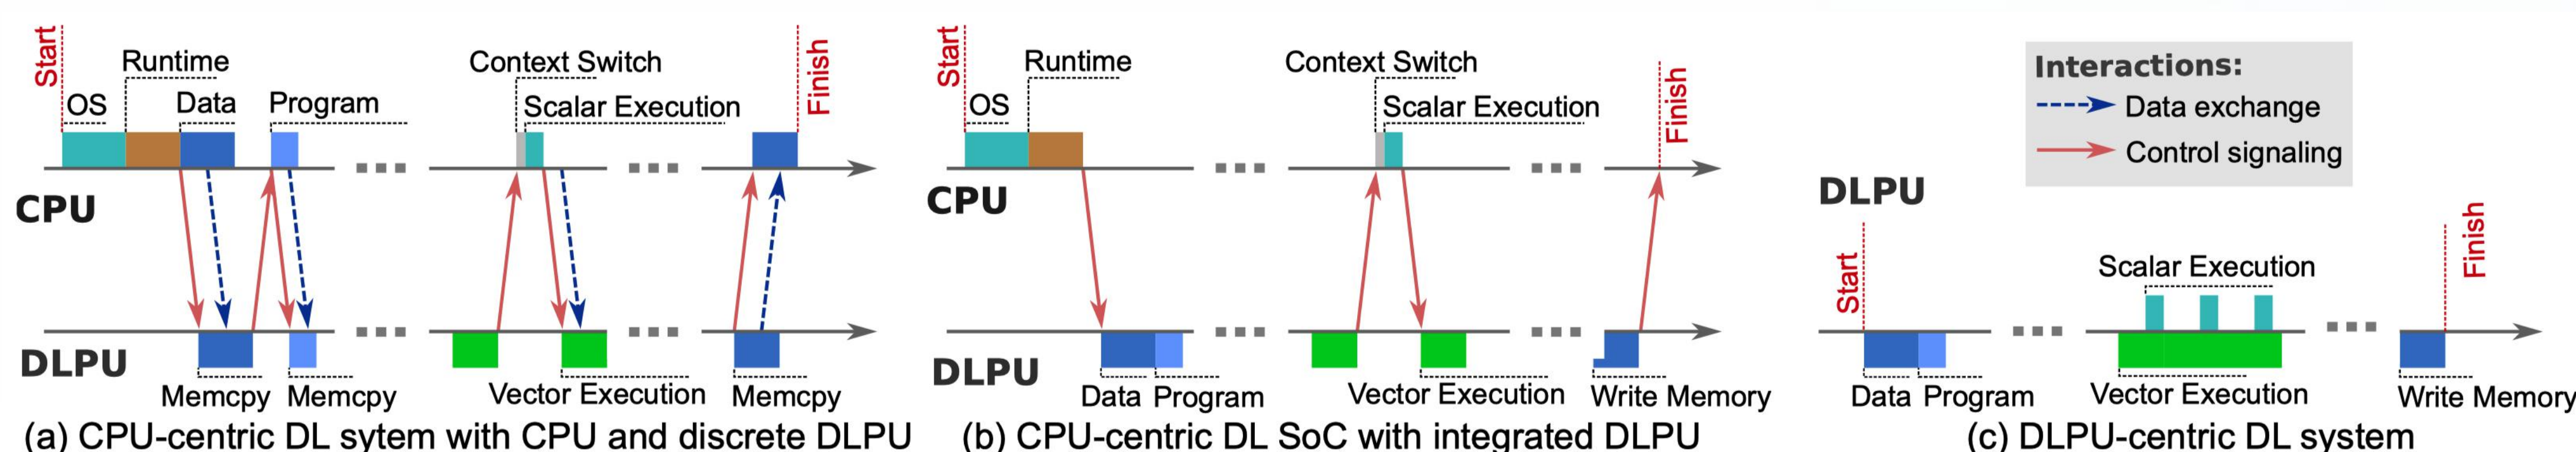 Start
Runtime
OS
Data
Program
Context Switch
Scalar Execution
Finish
CPU
DLPU
Memcpy
Memcpy
Vector Execution
Memcpy
(a) CPU-centric DL sytem with CPU and discrete DLPU
Start
Runtime
OS
Context Switch
Scalar Execution
Finish
CPU
DLPU
Data
Program
Vector Execution
Write Memory
(b) CPU-centric DL SoC with integrated DLPU
Interactions:
Data exchange
Control signaling
DLPU
Start
Scalar Execution
Finish
Data
Program
Vector Execution
Write Memory
(c) DLPU-centric DL system